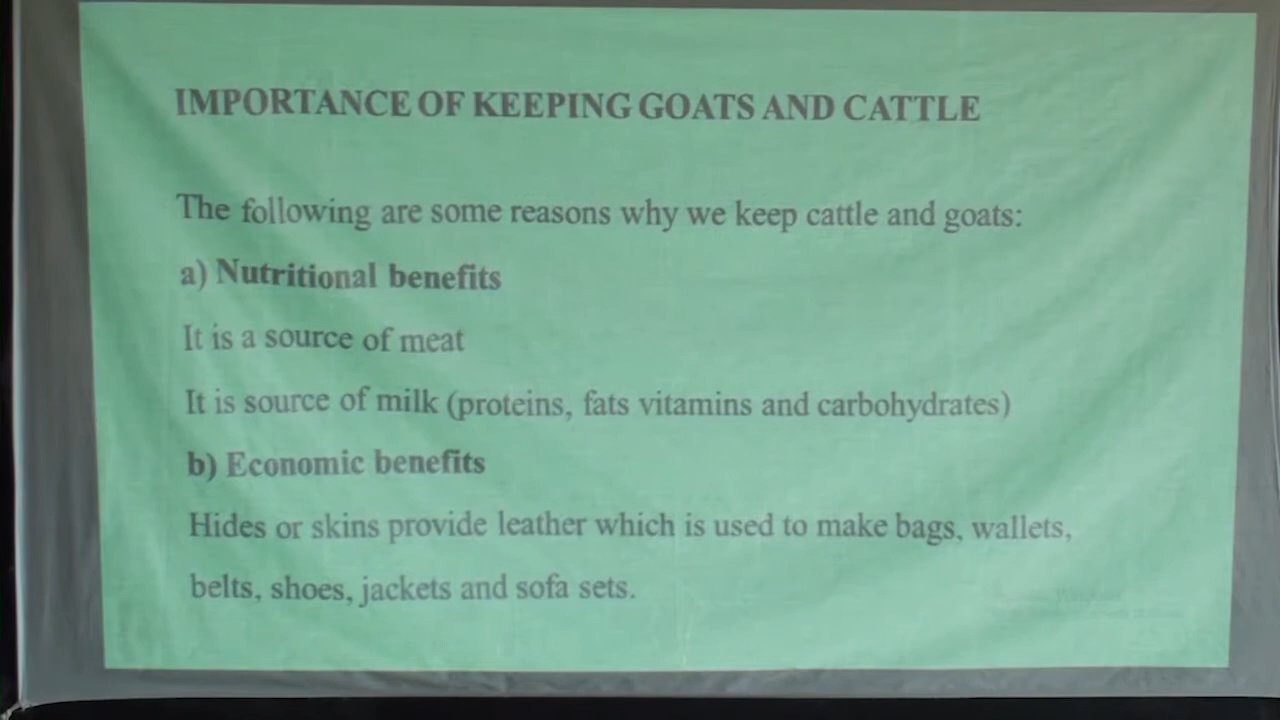 IMPORTANCE OF KEEPING GOATS AND CATTLE
The following are some reasons why we keep cattle and goats:
a) Nutritional benefits
It is a source of meat
It is source of milk (proteins, fats vitamins and carbohydrates)
b) Economic benefits
Hides or skins provide leather which is used to make bags, wallets,
belts, shoes, jackets and sofa sets.